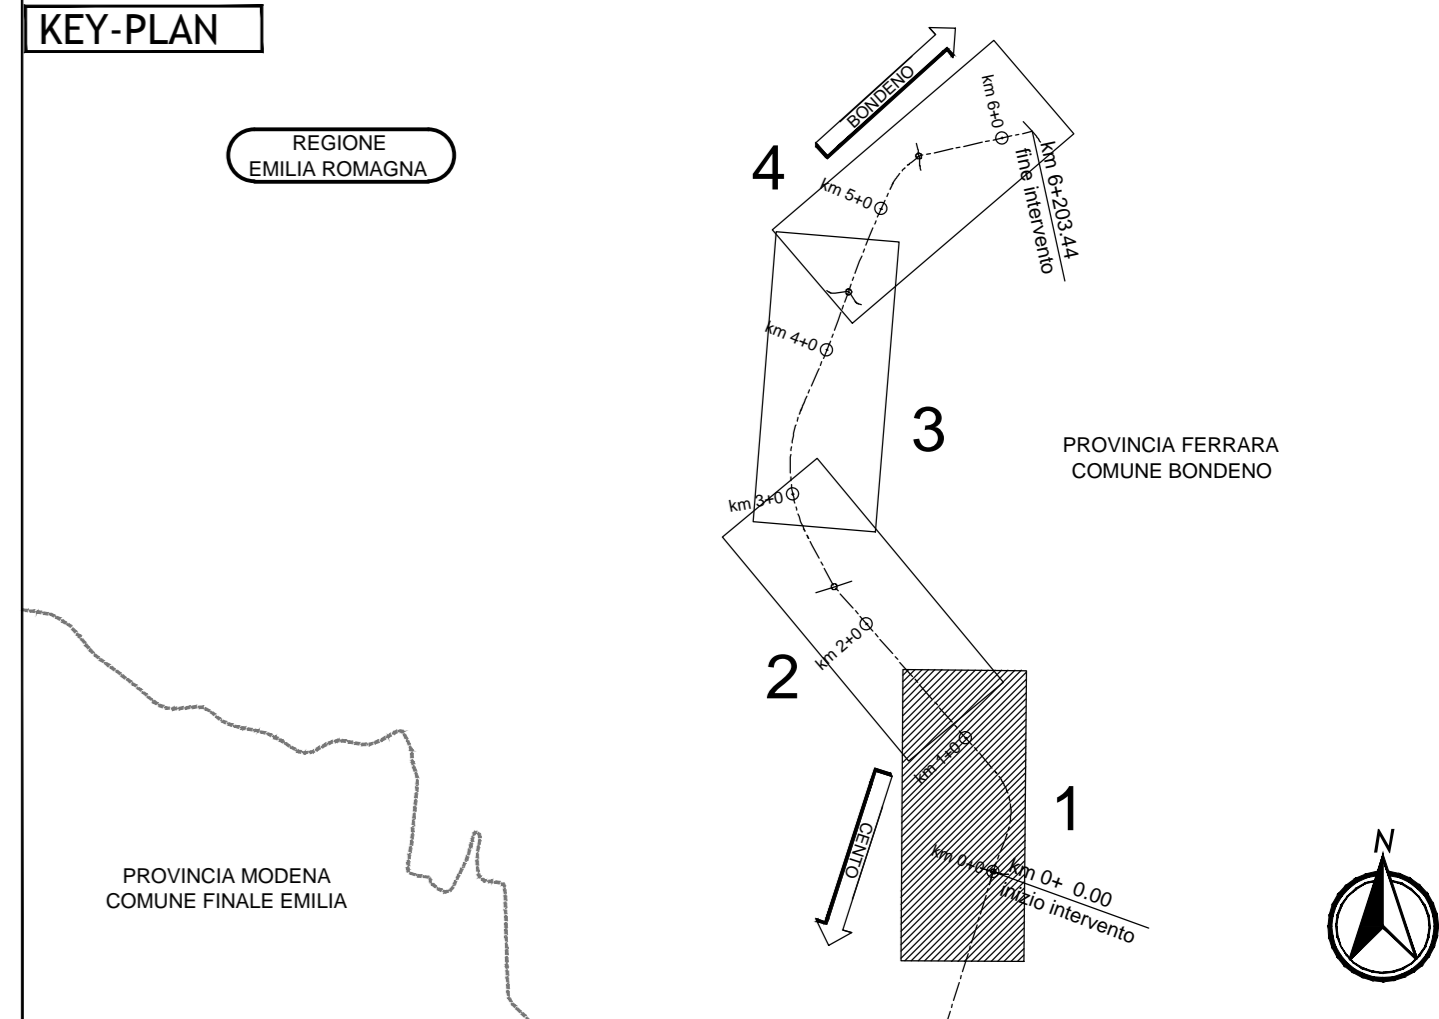 KEY-PLAN
REGIONE
EMILIA ROMAGNA
BONDENO
4
km 6+0
km 6+203.44
fine intervento
km 5+0
km 4+0
3
PROVINCIA FERRARA
COMUNE BONDENO
km 3+0
km 2+0
2
km 1+0
1
CENTO
km 0+0
km 0+ 0.00
inizio intervento
PROVINCIA MODENA
COMUNE FINALE EMILIA
N